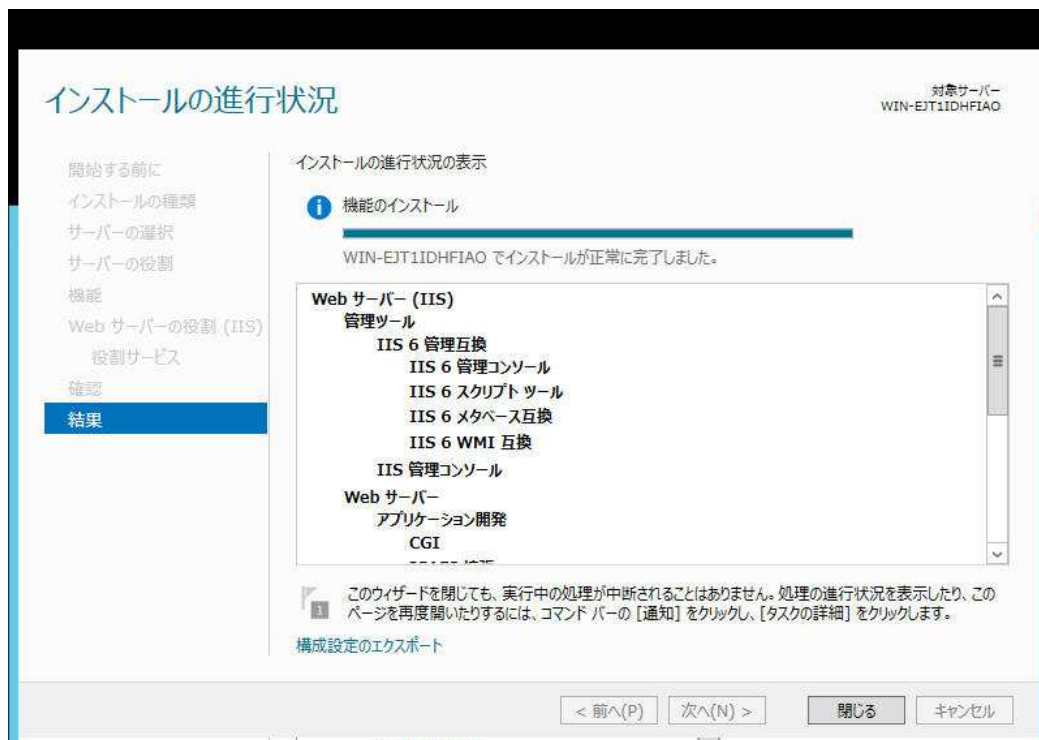 インストールの進行状況
対象サーバー
WIN-EJT1IDHFIAO
開始する前に
インストールの種類
サーバーの選択
サーバーの役割
機能
Web サーバーの役割 (IIS)
役割サービス
確認
結果
インストールの進行状況の表示
機能のインストール
WIN-EJT1IDHFIAO でインストールが正常に完了しました。
Web サーバー (IIS)
管理ツール
IIS 6 管理互換
IIS 6 管理コンソール
IIS 6 スクリプト ツール
IIS 6 メタベース互換
IIS 6 WMI 互換
IIS 管理コンソール
Web サーバー
アプリケーション開発
CGI
1
このウィザードを閉じても、実行中の処理が中断されることはありません。処理の進行状況を表示したり、この
ページを再度開いたりするには、コマンド バーの [通知] をクリックし、[タスクの詳細] をクリックします。
構成設定のエクスポート
< 前へ(P)
次へ(N) >
閉じる
キャンセル